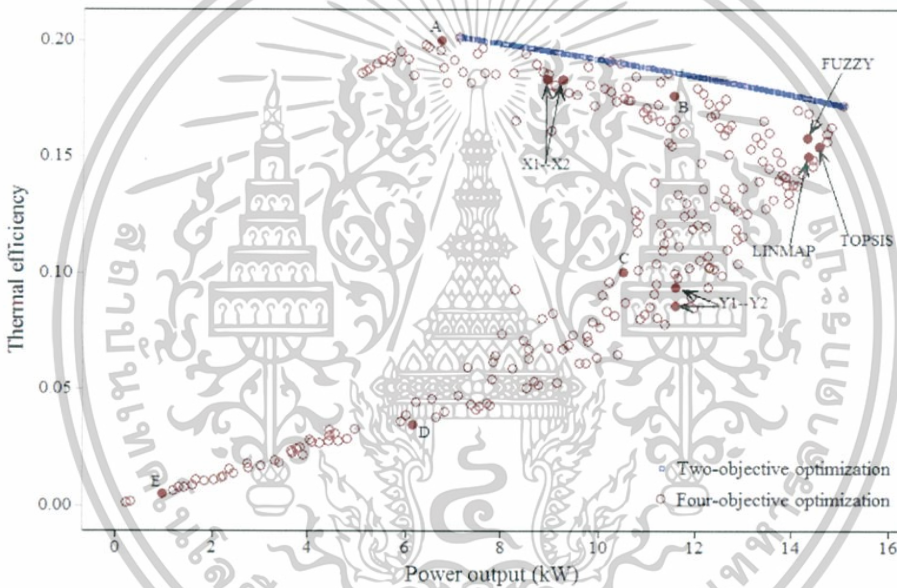 A
0.20
FUZZY
B
0.15
X1--X2
LINMAP
TOPSIS
Thermal efficiency
0.10
C
Y1--Y2
0.05
D
Two-objective optimization
E
Four-objective optimization
0.00
0
2
4
6
8
10
12
14
16
Power output (kW)